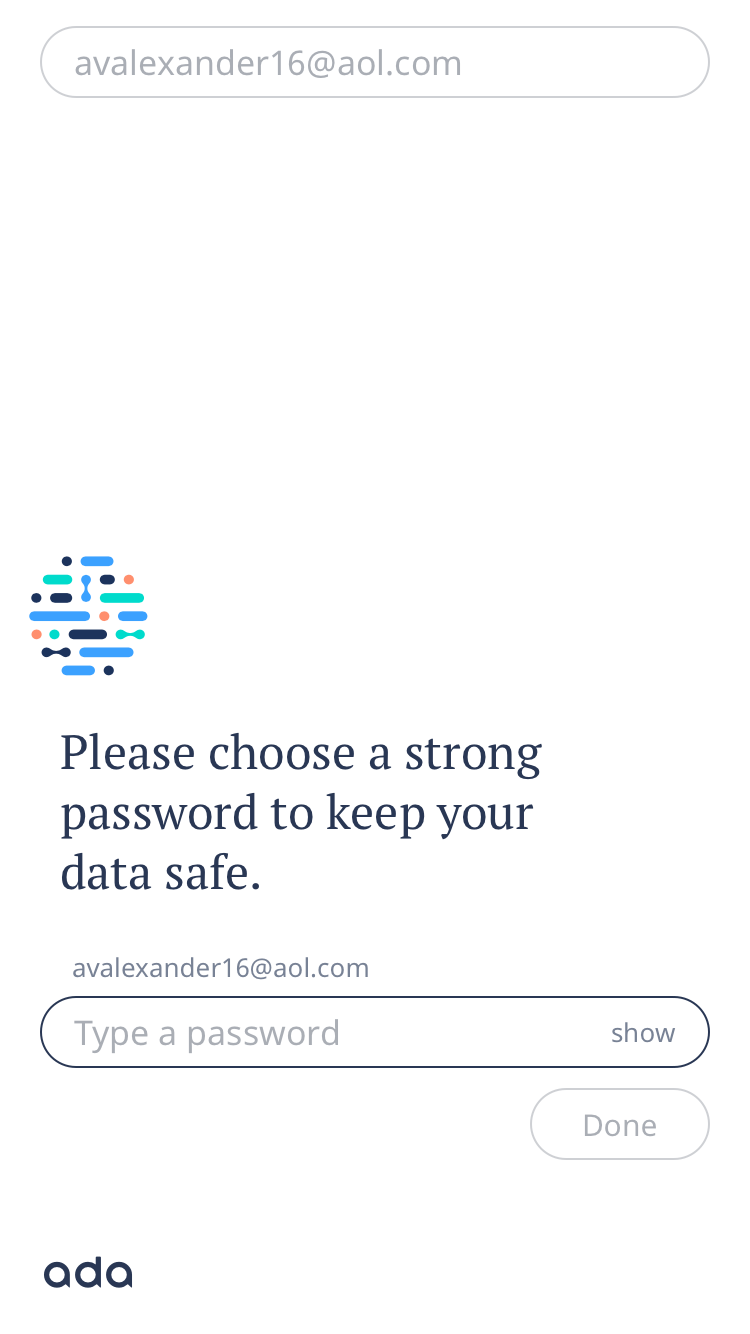 avalexander16@aol.com
Please choose a strong
password to keep your
data safe.
avalexander16@aol.com
Type a password show
Done
ada